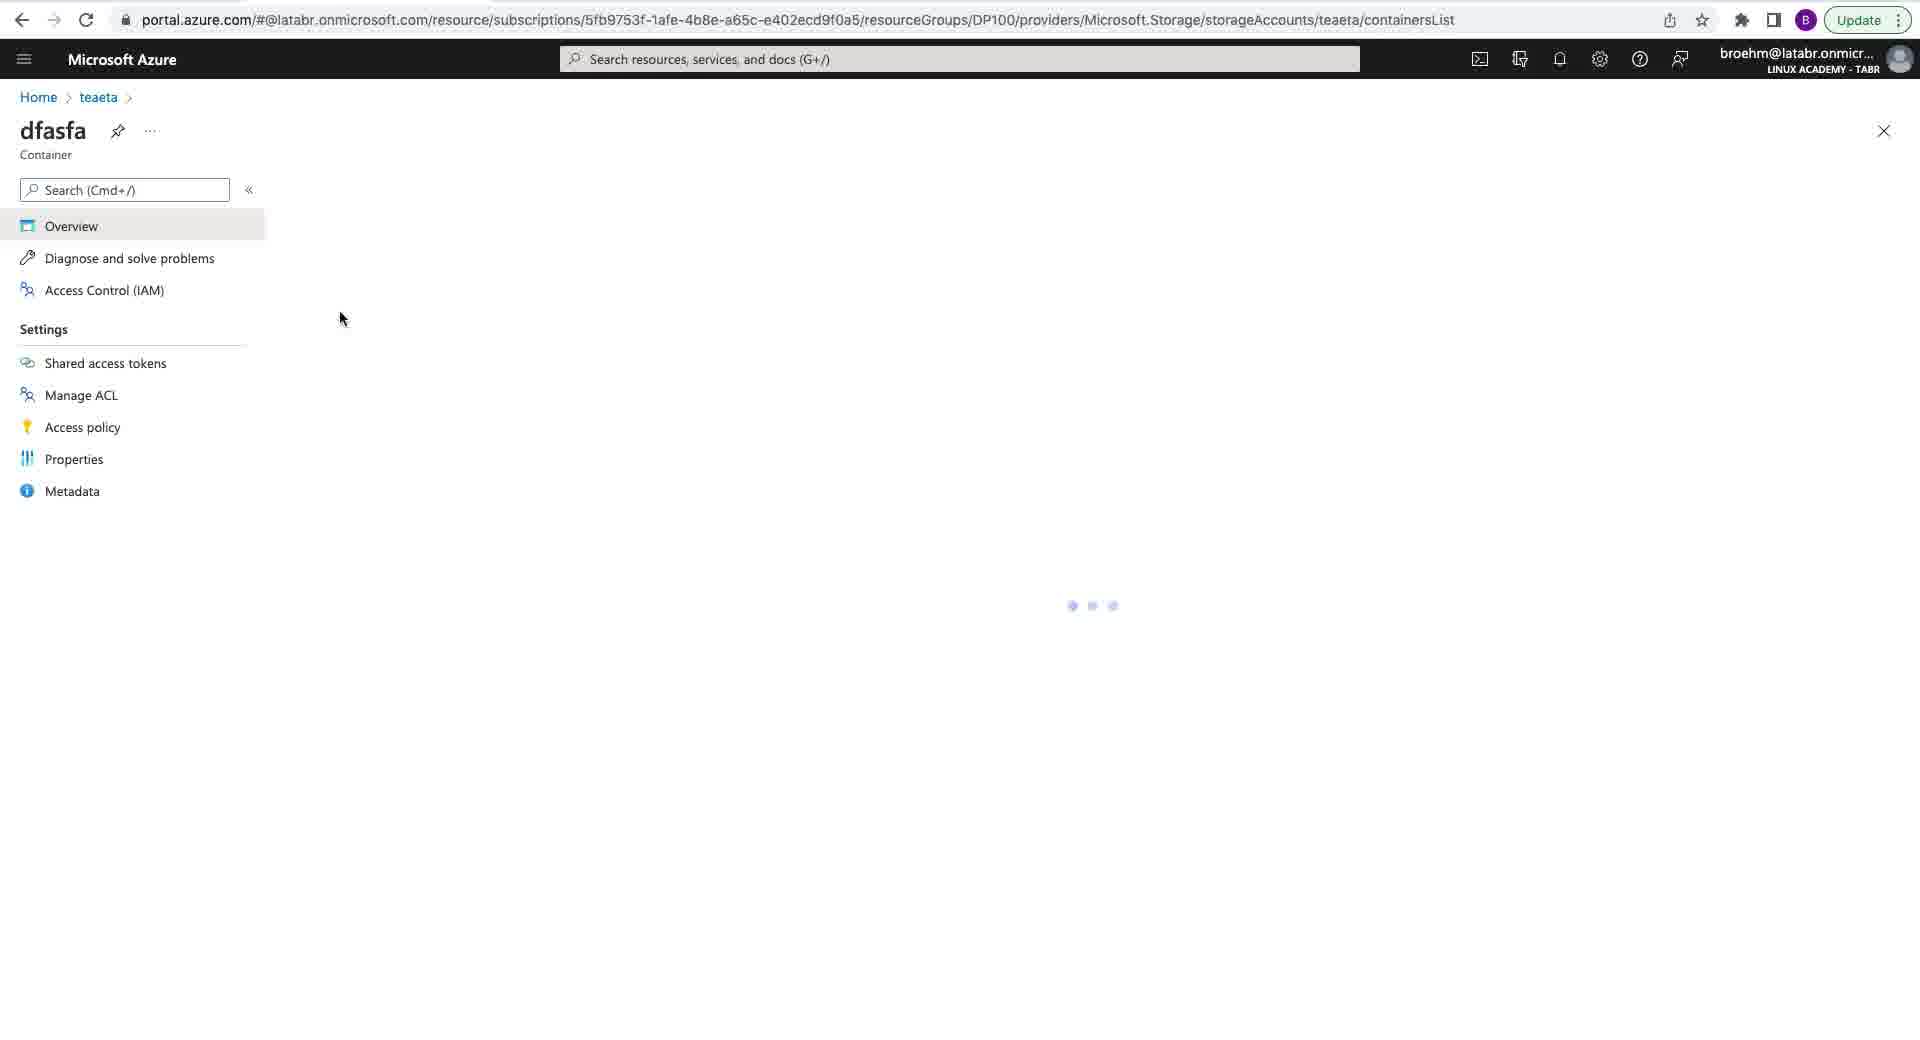 portal.azure.com/#@latabr.onmicrosoft.com/resource/subscriptions/5fb9753f-1afe-4b8e-a65c-e402ecd9f0a5/resourceGroups/DP100/providers/Microsoft.Storage/storageAccounts/teaeta/containersList
B
Update
Microsoft Azure
Search resources, services, and docs (G+/)
broehm@latabr.onmicr...
LINUX ACADEMY - TABR
Home > teaeta >
dfasfa
...
Container
Search (Cmd+/)
«
Overview
Diagnose and solve problems
Access Control (IAM)
Settings
Shared access tokens
Manage ACL
Access policy
Properties
Metadata